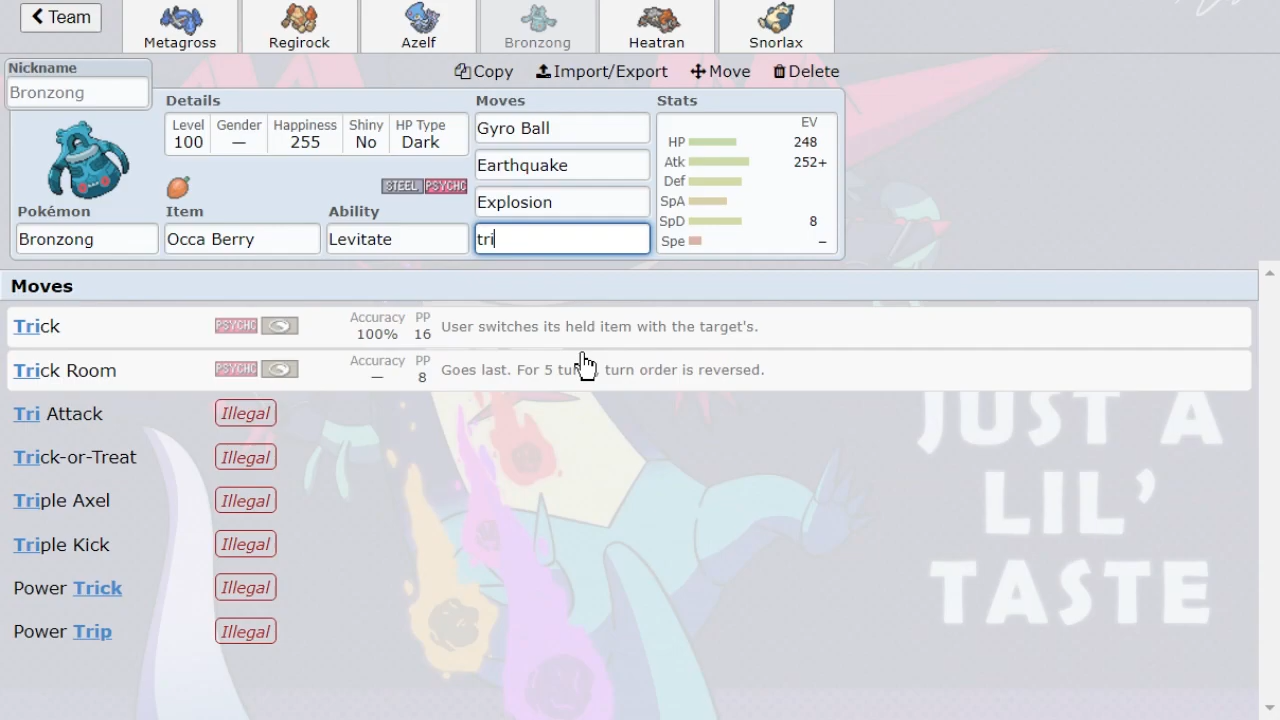 Team
Metagross
Regirock
Azelf
Bronzong
Heatran
Snorlax
Nickname
Bronzong
Copy
Import/Export
Move
Delete
Details
Level
100
Gender
—
Happiness
255
Shiny
No
HP Type
Dark
STEEL PSYCHC
Pokémon
Bronzong
Item
Occa Berry
Ability
Levitate
Moves
Gyro Ball
Earthquake
Explosion
tri
Stats
EV
HP 248
Atk 252+
Def
SpA
SpD 8
Spe –
Moves
Trick PSYCHC Accuracy 100% PP 16 User switches its held item with the target's.
Trick Room PSYCHC Accuracy — PP 8 Goes last. For 5 turn order is reversed.
Tri Attack Illegal
Trick-or-Treat Illegal
Triple Axel Illegal
Triple Kick Illegal
Power Trick Illegal
Power Trip Illegal
JUST A
LIL'
TASTE